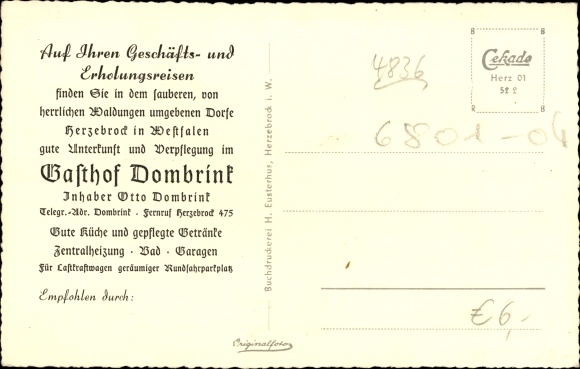 Auf Ihren Geschäfts- und
Erholungsreisen
finden Sie in dem sauberen, von
herrlichen Waldungen umgebenen Dorfe
Herzebrock in Westfalen
gute Unterkunft und Verpflegung im
Gasthof Dombrink
Inhaber Otto Dombrink
Telegr.-Adr. Dombrink · Fernruf Herzebrock 475
Gute Küche und gepflegte Getränke
Zentralheizung · Bad · Garagen
Für Lastkraftwagen geräumiger Rundfahrparkplatz
Empfohlen durch:
Buchdruckerei H. Eusterhus, Herzebrock i. W.
Originalfoto
4836
B B
Cekade
Herz 01
52 2
R B
6801-04
€6,-